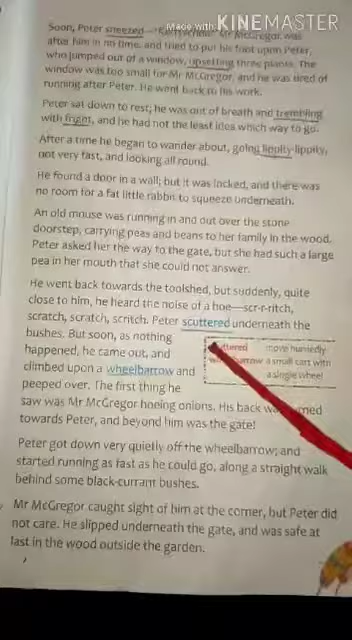 Made with KINEMASTER
Soon, Peter sneezed—"Kertyschoo!" Mr McGregor was
after him in no time, and tried to put his foot upon Peter,
who jumped out of a window, upsetting three plants. The
window was too small for Mr McGregor, and he was tired of
running after Peter. He went back to his work.
Peter sat down to rest; he was out of breath and trembling
with fright, and he had not the least idea which way to go.
After a time he began to wander about, going lippity-lippity,
not very fast, and looking all round.
He found a door in a wall; but it was locked, and there was
no room for a fat little rabbit to squeeze underneath.
An old mouse was running in and out over the stone
doorstep, carrying peas and beans to her family in the wood.
Peter asked her the way to the gate, but she had such a large
pea in her mouth that she could not answer.
He went back towards the toolshed, but suddenly, quite
close to him, he heard the noise of a hoe—scr-r-ritch,
scratch, scratch, scritch. Peter scuttered underneath the
bushes. But soon, as nothing
happened, he came out, and
climbed upon a wheelbarrow and
peeped over. The first thing he
move hurriedly
a small cart with
a single wheel
saw was Mr McGregor hoeing onions. His back was turned
towards Peter, and beyond him was the gate!
Peter got down very quietly off the wheelbarrow; and
started running as fast as he could go, along a straight walk
behind some black-currant bushes.
Mr McGregor caught sight of him at the corner, but Peter did
not care. He slipped underneath the gate, and was safe at
last in the wood outside the garden.